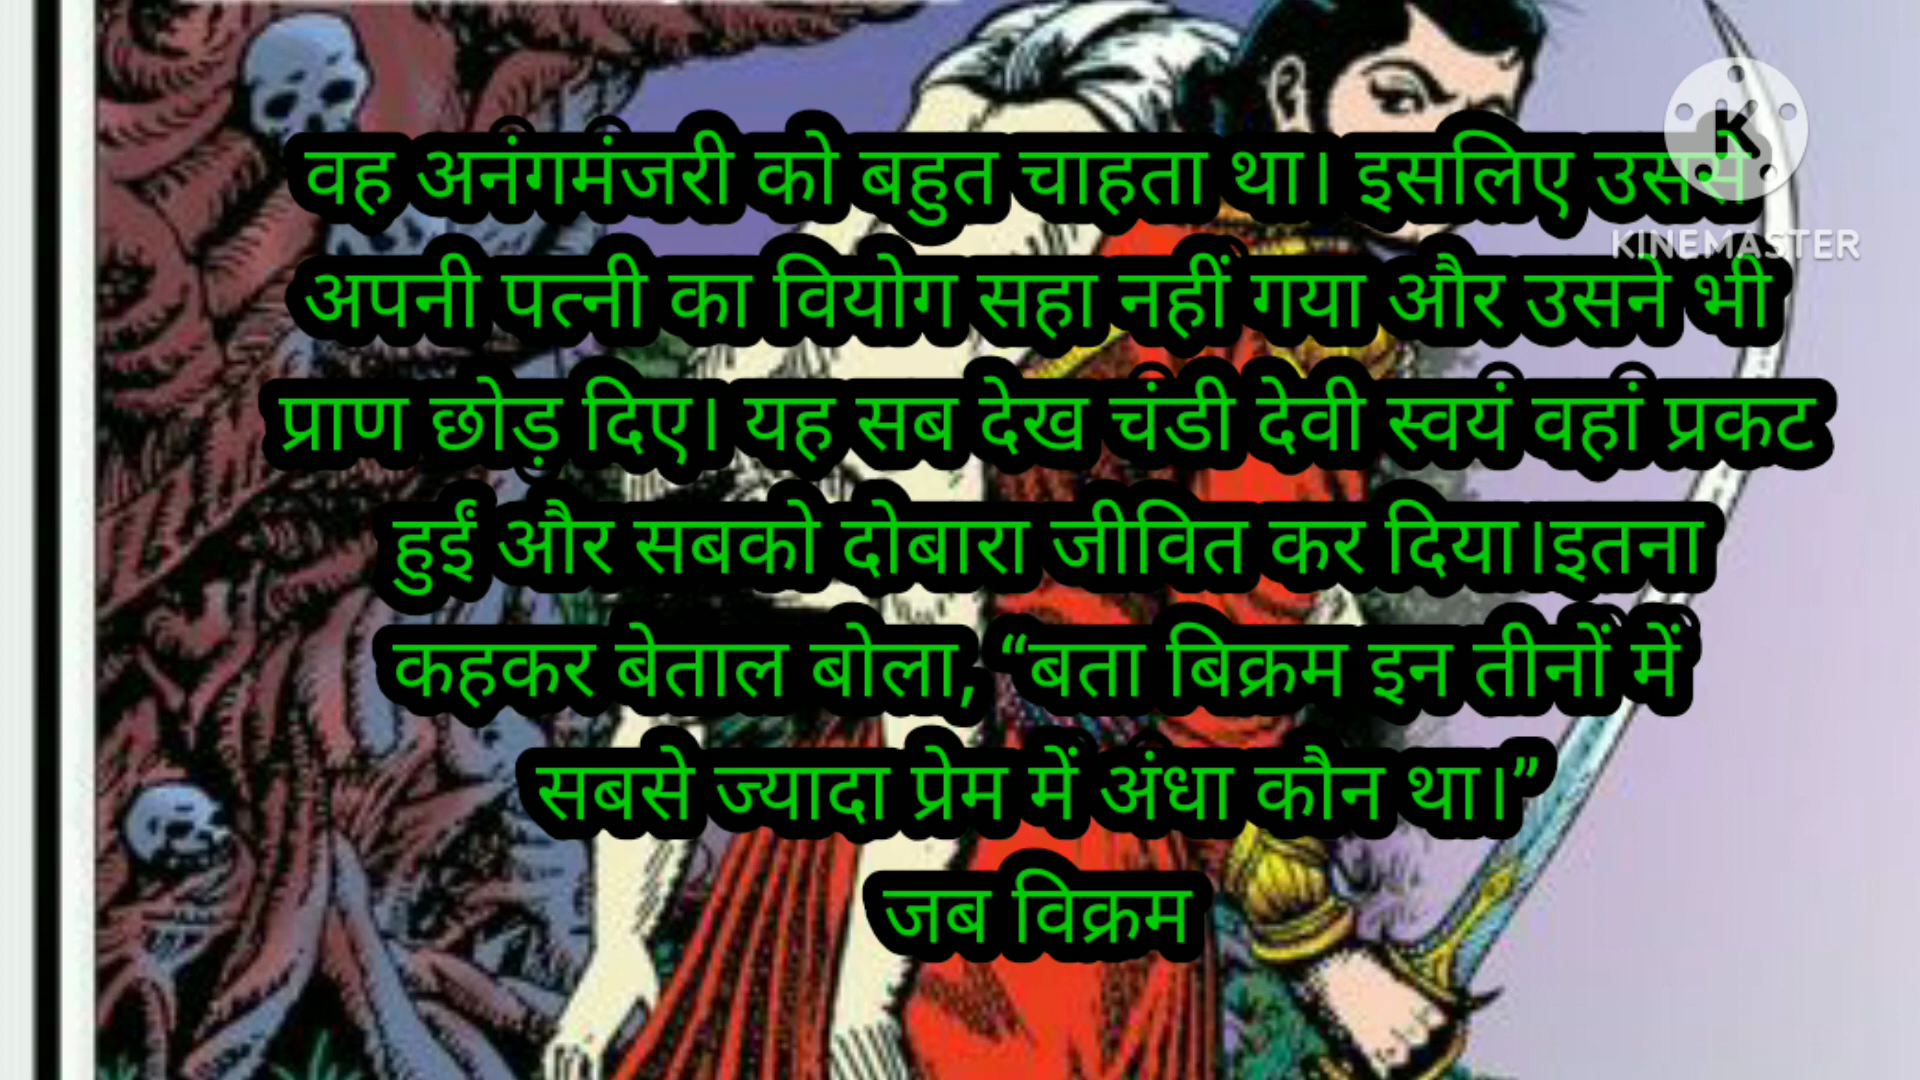 वह अनंगमंजरी को बहुत चाहता था। इसलिए उससे
अपनी पत्नी का वियोग सहा नहीं गया और उसने भी
प्राण छोड़ दिए। यह सब देख चंडी देवी स्वयं वहां प्रकट
हुईं और सबको दोबारा जीवित कर दिया।इतना
कहकर बेताल बोला, “बता बिक्रम इन तीनों में
सबसे ज्यादा प्रेम में अंधा कौन था।”
जब विक्रम
K
KINEMASTER